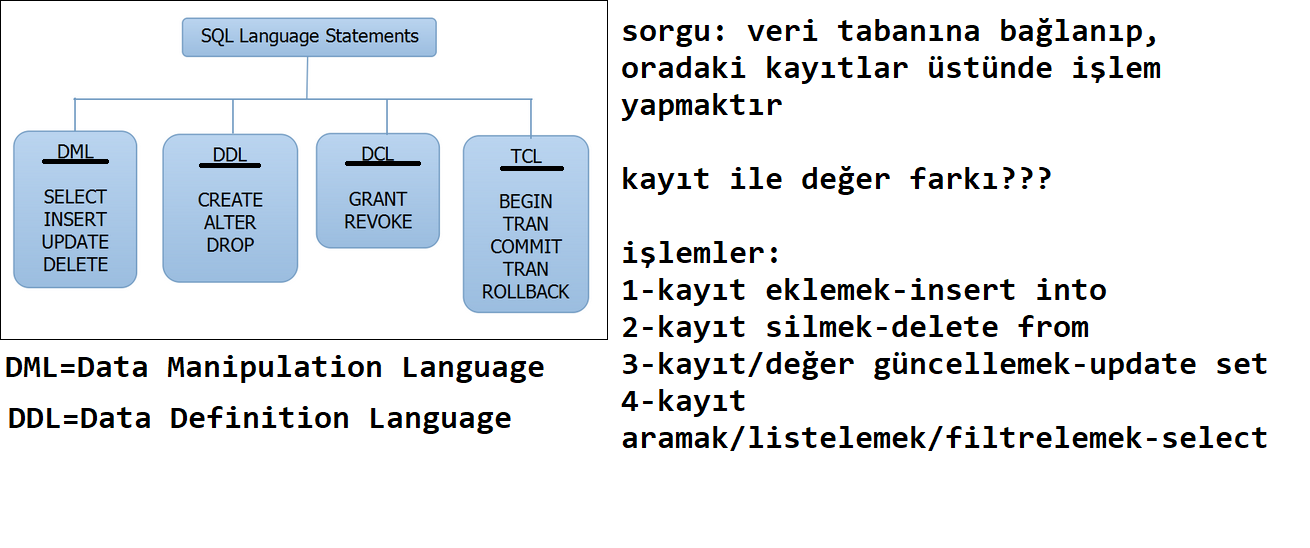 SQL Language Statements
DML
SELECT
INSERT
UPDATE
DELETE
DDL
CREATE
ALTER
DROP
DCL
GRANT
REVOKE
TCL
BEGIN
TRAN
COMMIT
TRAN
ROLLBACK
DML=Data Manipulation Language
DDL=Data Definition Language
sorgu: veri tabanına bağlanıp,
oradaki kayıtlar üstünde işlem
yapmaktır
kayıt ile değer farkı???
işlemler:
1-kayıt eklemek-insert into
2-kayıt silmek-delete from
3-kayıt/değer güncellemek-update set
4-kayıt
aramak/listelemek/filtrelemek-select